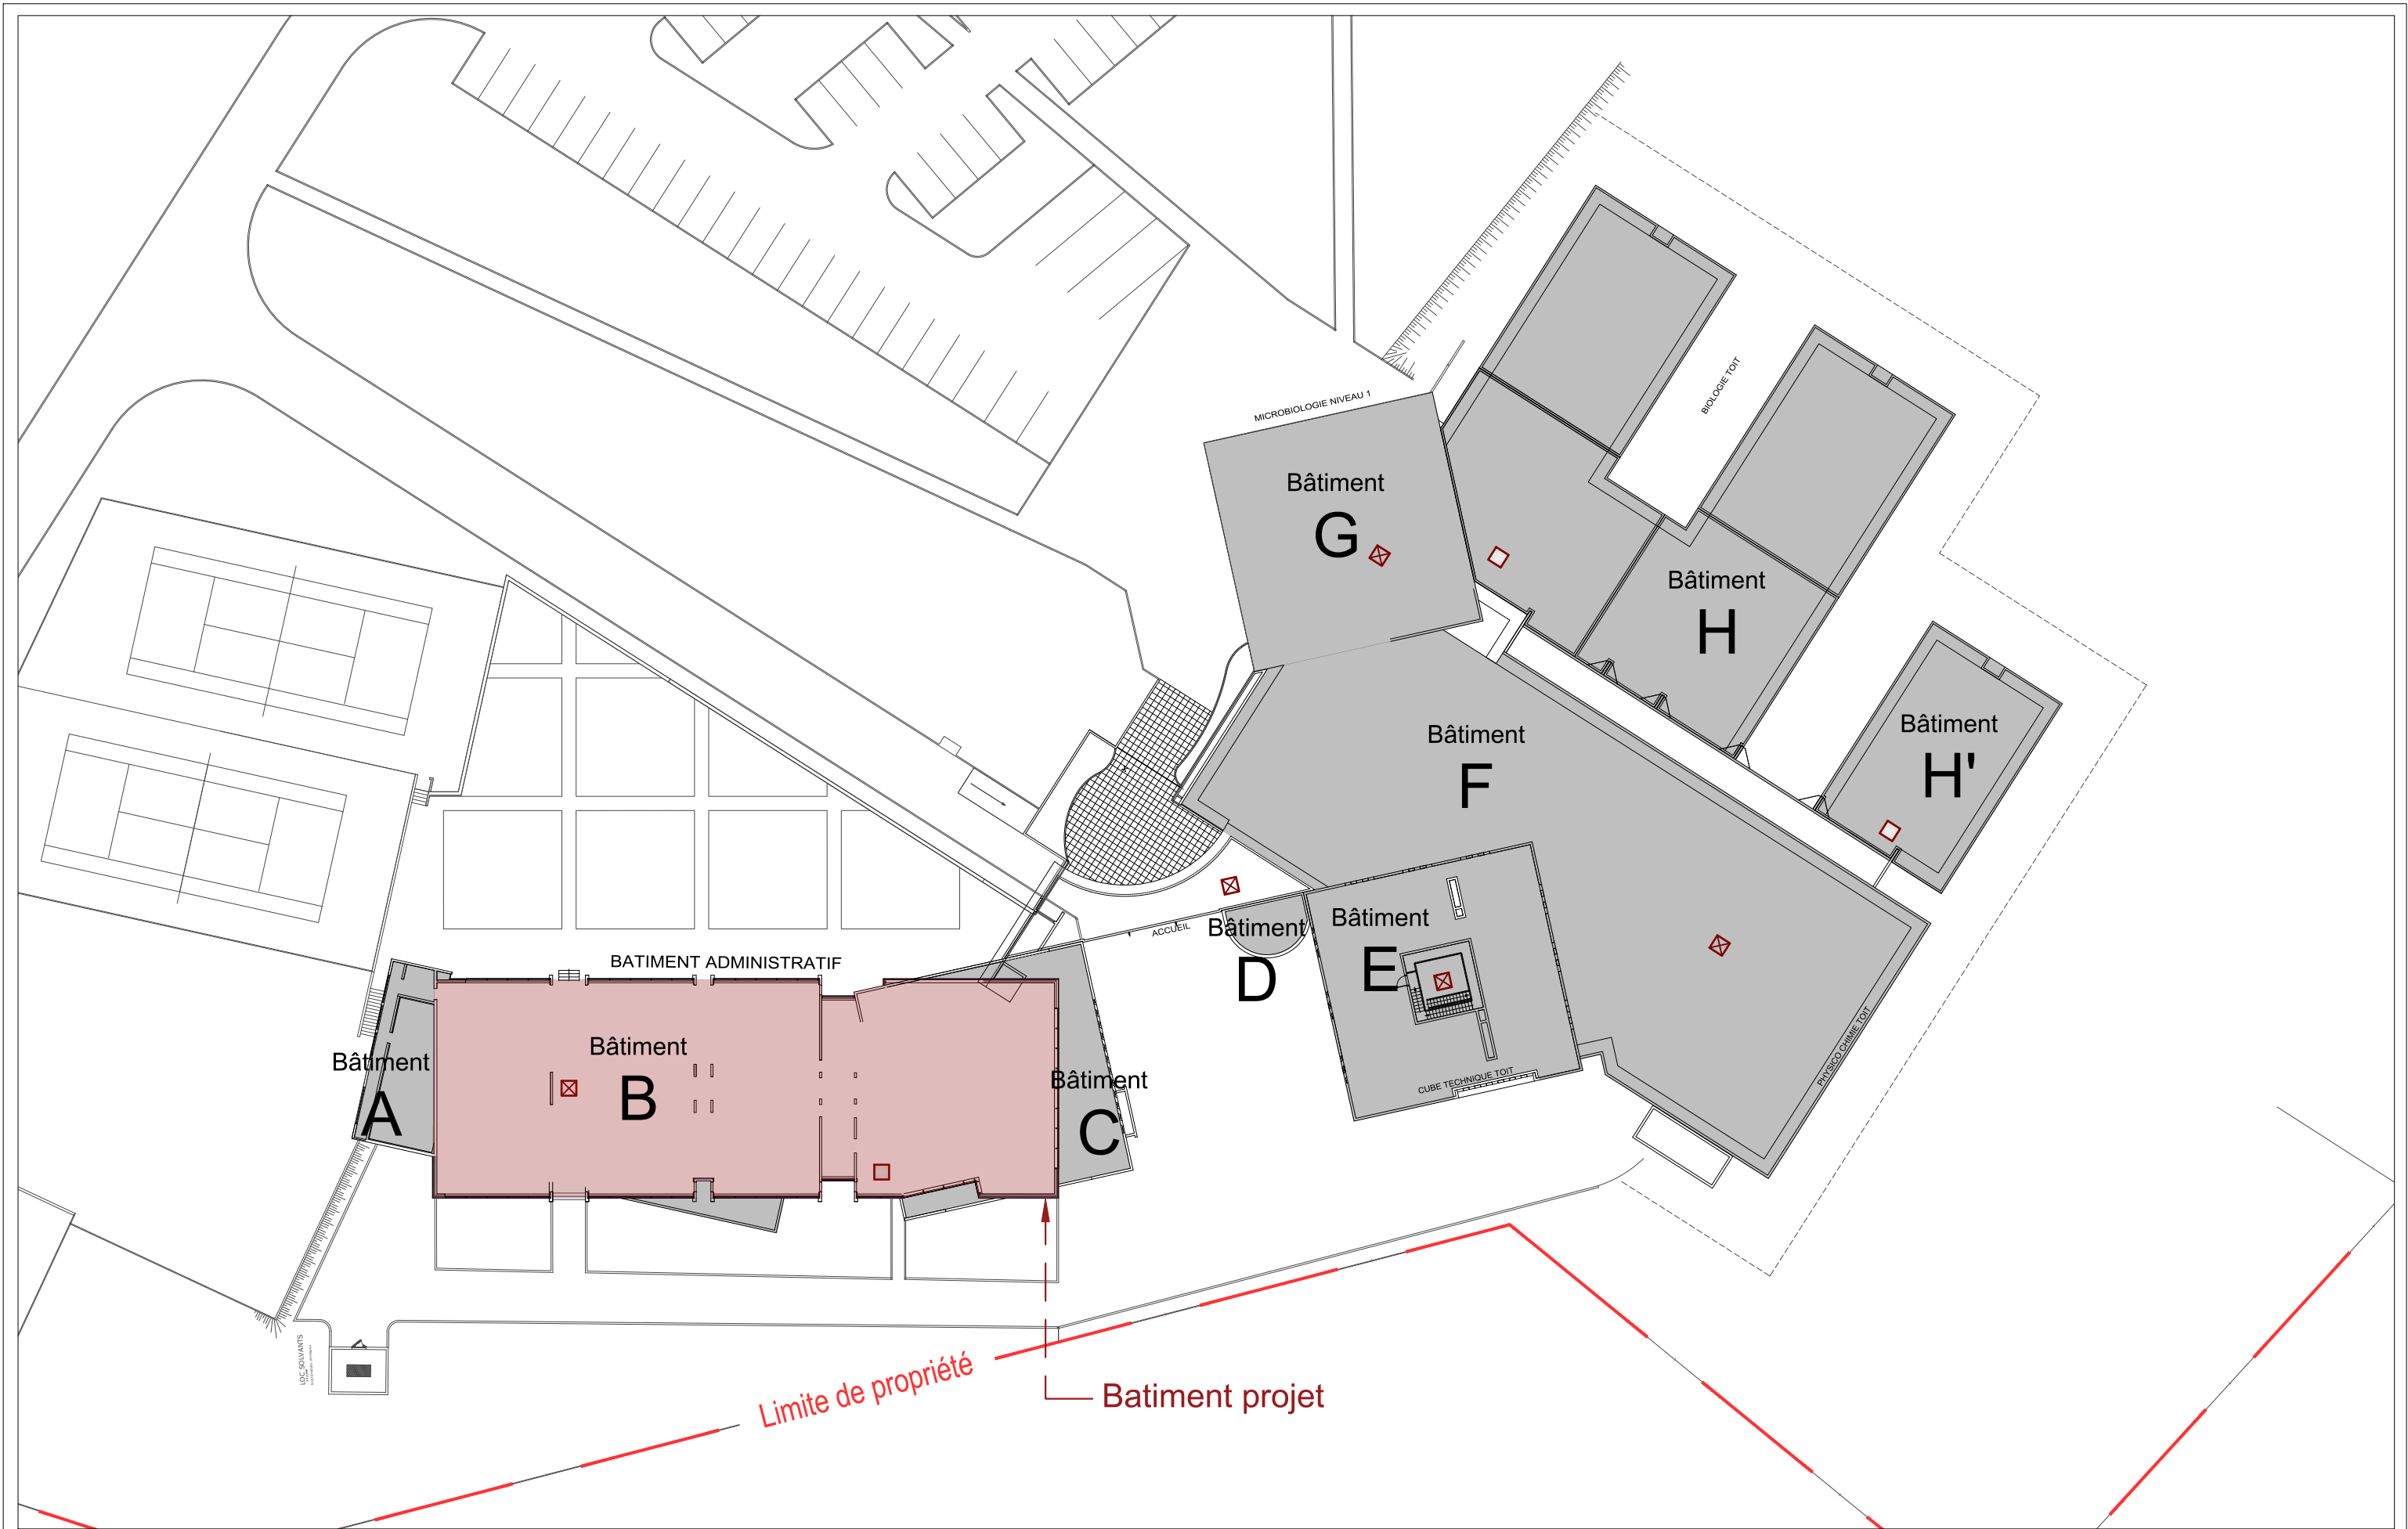 MICROBIOLOGIE NIVEAU 1
BIOLOGIE TOIT
Bâtiment
G
Bâtiment
H
Bâtiment
H'
Bâtiment
F
Bâtiment
E
Bâtiment
D
ACCUEIL
BATIMENT ADMINISTRATIF
Bâtiment
A
Bâtiment
B
Bâtiment
C
CUBE TECHNIQUE TOIT
PHYSICO CHIMIE TOIT
LOC SOLVANTS
Limite de propriété
Batiment projet